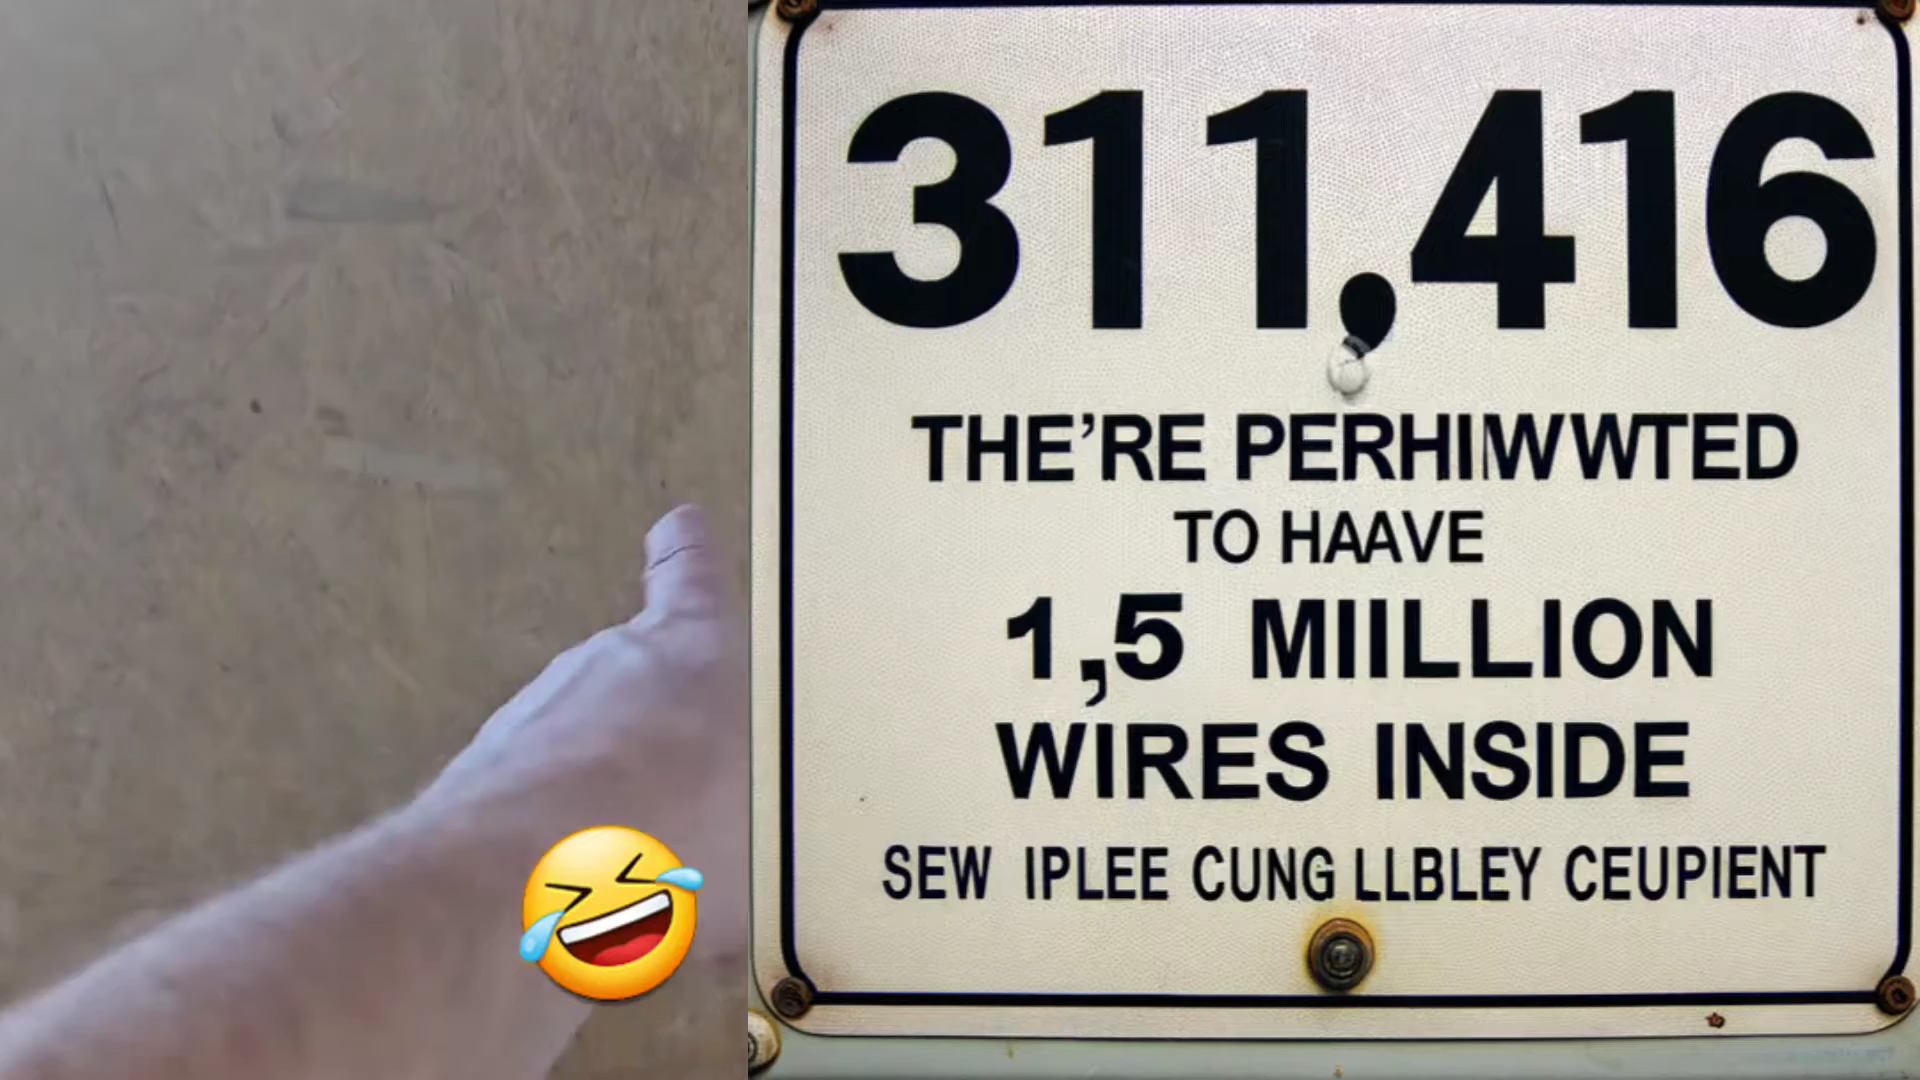 311,416
THE'RE PERHIWWTED
TO HAAVE
1,5 MIILLION
WIRES INSIDE
SEW IPLEE CUNG LLBLEY CEUPIENT